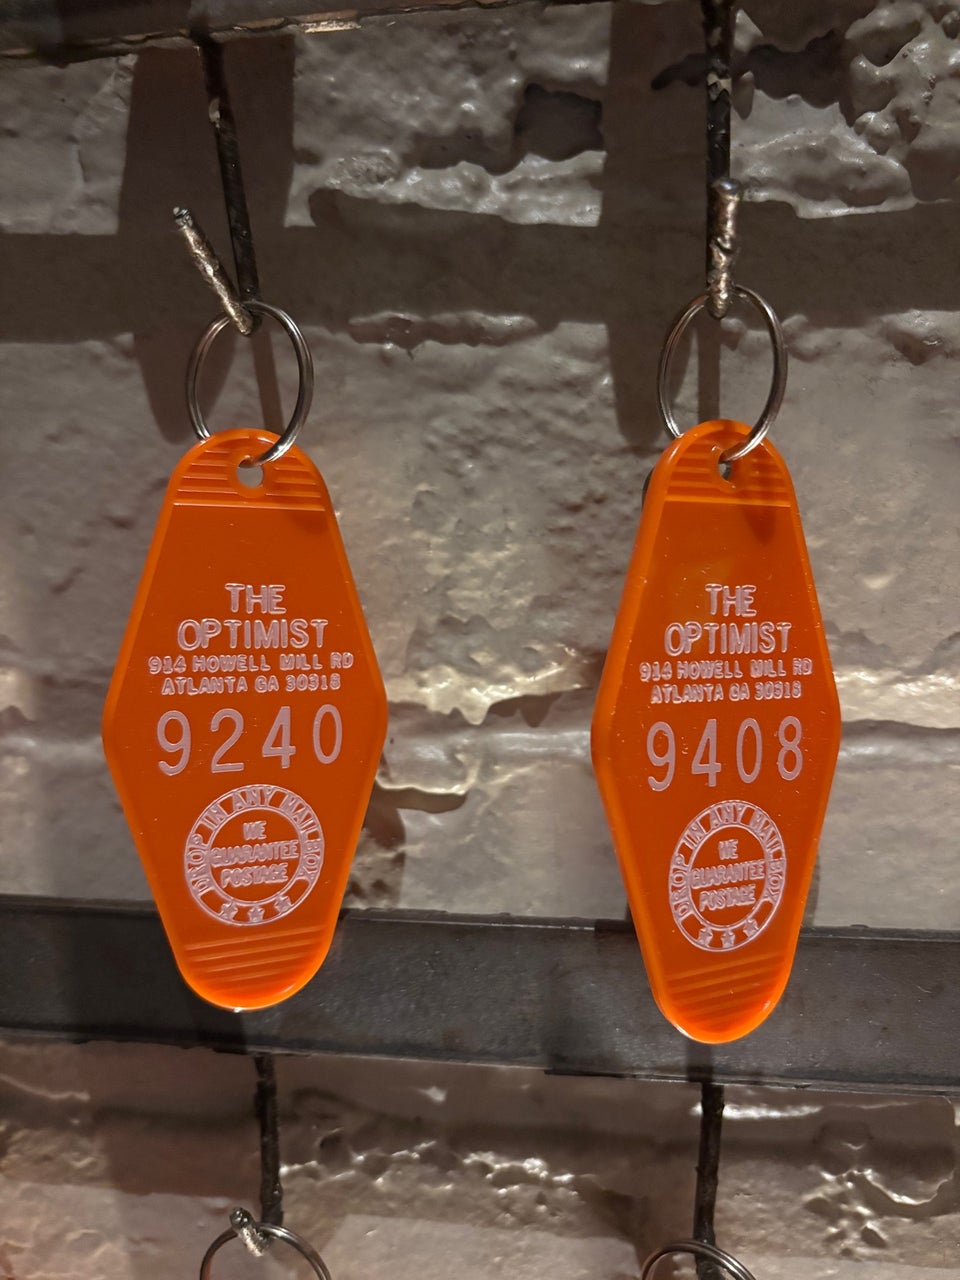 THE
OPTIMIST
914 HOWELL MILL RD
ATLANTA GA 30318
9240
DROP IN ANY MAIL BOX
WE
GUARANTEE
POSTAGE
THE
OPTIMIST
914 HOWELL MILL RD
ATLANTA GA 30318
9408
DROP IN ANY MAIL BOX
WE
GUARANTEE
POSTAGE